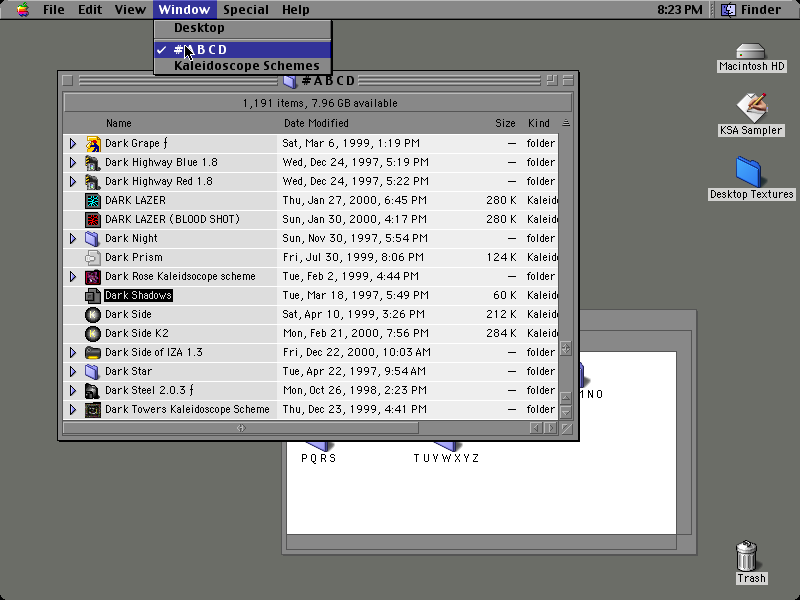 File Edit View Window Special Help 8:23 PM Finder
Desktop
✓ #ABCD
Kaleidoscope Schemes
Macintosh HD
KSA Sampler
Desktop Textures
Trash
#ABCD
1,191 items, 7.96 GB available
Name Date Modified Size Kind
Dark Grape ƒ Sat, Mar 6, 1999, 1:19 PM — folder
Dark Highway Blue 1.8 Wed, Dec 24, 1997, 5:19 PM — folder
Dark Highway Red 1.8 Wed, Dec 24, 1997, 5:22 PM — folder
DARK LAZER Thu, Jan 27, 2000, 6:45 PM 280 K Kaleid
DARK LAZER (BLOOD SHOT) Sun, Jan 30, 2000, 4:17 PM 280 K Kaleid
Dark Night Sun, Nov 30, 1997, 5:54 PM — folder
Dark Prism Fri, Jul 30, 1999, 8:06 PM 124 K Kaleid
Dark Rose Kaleidsocope scheme Tue, Feb 2, 1999, 4:44 PM — folder
Dark Shadows Tue, Mar 18, 1997, 5:49 PM 60 K Kaleid
Dark Side Sat, Apr 10, 1999, 3:26 PM 212 K Kaleid
Dark Side K2 Mon, Feb 21, 2000, 7:56 PM 284 K Kaleid
Dark Side of IZA 1.3 Fri, Dec 22, 2000, 10:03 AM — folder
Dark Star Tue, Apr 22, 1997, 9:54 AM — folder
Dark Steel 2.0.3 ƒ Mon, Oct 26, 1998, 2:23 PM — folder
Dark Towers Kaleidoscope Scheme Thu, Dec 23, 1999, 4:41 PM — folder
NO
PQRS
TUVWXYZ